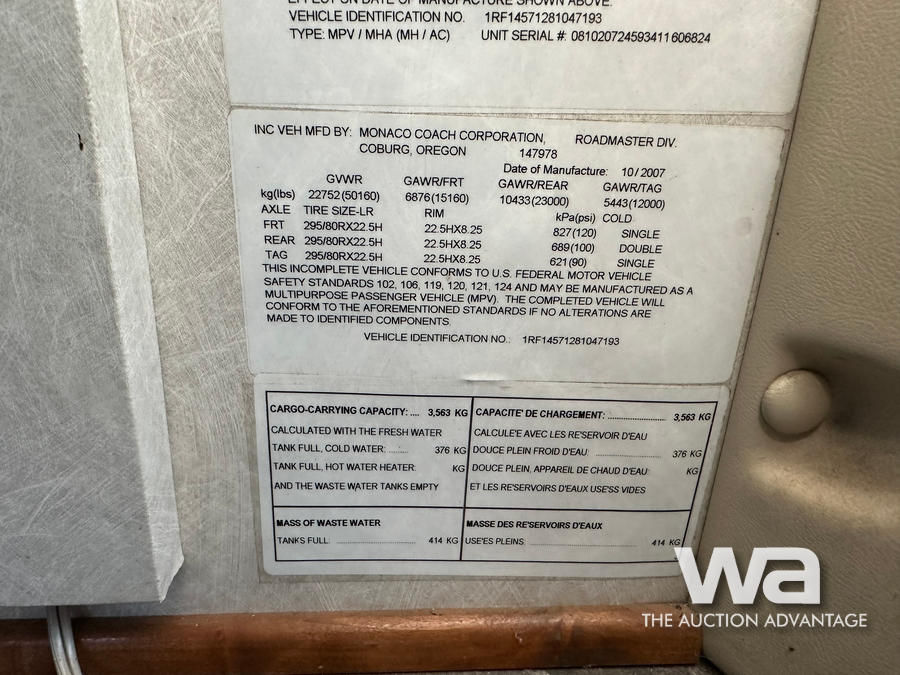 EFFECT ON DATE OF MANUFACTURE SHOWN ABOVE.
VEHICLE IDENTIFICATION NO. 1RF14571281047193
TYPE: MPV / MHA (MH / AC) UNIT SERIAL #: 081020724593411606824
INC VEH MFD BY: MONACO COACH CORPORATION, ROADMASTER DIV.
COBURG, OREGON 147978
Date of Manufacture: 10/2007
GVWR GAWR/FRT GAWR/REAR GAWR/TAG
kg(lbs) 22752(50160) 6876(15160) 10433(23000) 5443(12000)
AXLE TIRE SIZE-LR RIM kPa(psi) COLD
FRT 295/80RX22.5H 22.5HX8.25 827(120) SINGLE
REAR 295/80RX22.5H 22.5HX8.25 689(100) DOUBLE
TAG 295/80RX22.5H 22.5HX8.25 621(90) SINGLE
THIS INCOMPLETE VEHICLE CONFORMS TO U.S. FEDERAL MOTOR VEHICLE
SAFETY STANDARDS 102, 106, 119, 120, 121, 124 AND MAY BE MANUFACTURED AS A
MULTIPURPOSE PASSENGER VEHICLE (MPV). THE COMPLETED VEHICLE WILL
CONFORM TO THE AFOREMENTIONED STANDARDS IF NO ALTERATIONS ARE
MADE TO IDENTIFIED COMPONENTS.
VEHICLE IDENTIFICATION NO.: 1RF14571281047193
CARGO-CARRYING CAPACITY: .... 3,563 KG
CALCULATED WITH THE FRESH WATER
TANK FULL, COLD WATER: ......... 376 KG
TANK FULL, HOT WATER HEATER: KG
AND THE WASTE WATER TANKS EMPTY
MASS OF WASTE WATER
TANKS FULL: .............................. 414 KG
CAPACITE' DE CHARGEMENT: ...................... 3,563 KG
CALCULE'E AVEC LES RE'SERVOIR D'EAU
DOUCE PLEIN FROID D'EAU: .............................. 376 KG
DOUCE PLEIN, APPAREIL DE CHAUD D'EAU: KG
ET LES RE'SERVOIRS D'EAUX USE'SS VIDES
MASSE DES RE'SERVOIRS D'EAUX
USE'ES PLEINS: .......................................... 414 KG
wa
THE AUCTION ADVANTAGE